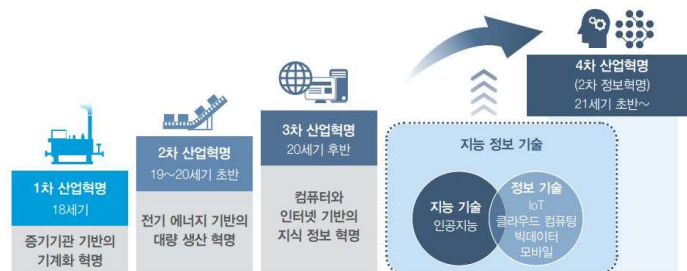 1차 산업혁명
18세기
증기기관 기반의
기계화 혁명
2차 산업혁명
19~20세기 초반
전기 에너지 기반의
대량 생산 혁명
3차 산업혁명
20세기 후반
컴퓨터와
인터넷 기반의
지식 정보 혁명
4차 산업혁명
(2차 정보혁명)
21세기 초반~
지능 정보 기술
지능 기술
인공지능
정보 기술
IoT
클라우드 컴퓨팅
빅데이터
모바일